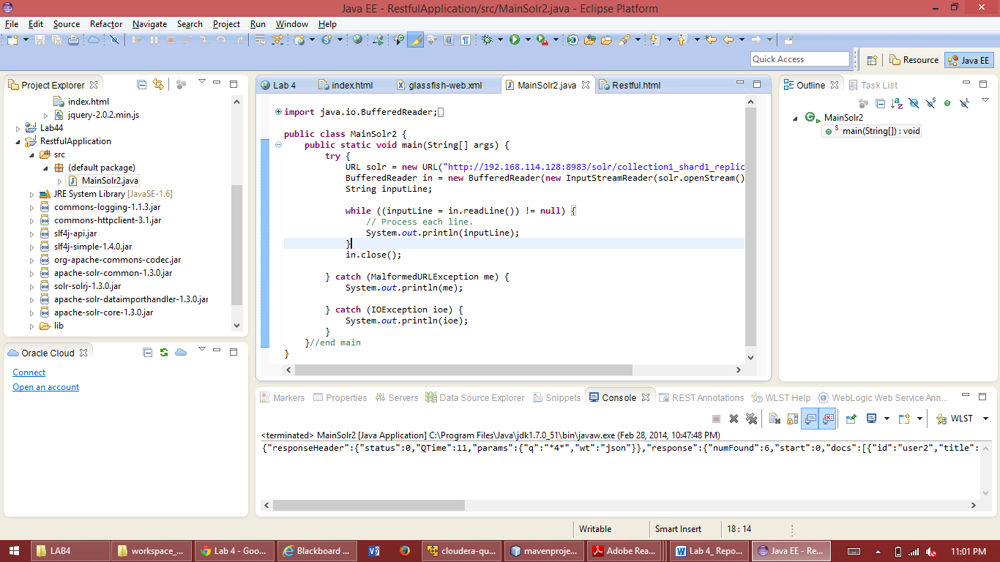 Java EE - RestfulApplication/src/MainSolr2.java - Eclipse Platform
File Edit Source Refactor Navigate Search Project Run Window Help
Quick Access
Resource
Java EE
Project Explorer
index.html
jquery-2.0.2.min.js
Lab44
RestfulApplication
src
(default package)
MainSolr2.java
JRE System Library [JavaSE-1.6]
commons-logging-1.1.3.jar
commons-httpclient-3.1.jar
slf4j-api.jar
slf4j-simple-1.4.0.jar
org-apache-commons-codec.jar
apache-solr-common-1.3.0.jar
solr-solrj-1.3.0.jar
apache-solr-dataimporthandler-1.3.0.jar
apache-solr-core-1.3.0.jar
lib
Oracle Cloud
Connect
Open an account
Lab 4 index.html glassfish-web.xml MainSolr2.java Restful.html
import java.io.BufferedReader;
public class MainSolr2 {
public static void main(String[] args) {
try {
URL solr = new URL("http://192.168.114.128:8983/solr/collection1_shard1_replic
BufferedReader in = new BufferedReader(new InputStreamReader(solr.openStream()
String inputLine;
while ((inputLine = in.readLine()) != null) {
// Process each line.
System.out.println(inputLine);
}
in.close();
} catch (MalformedURLException me) {
System.out.println(me);
} catch (IOException ioe) {
System.out.println(ioe);
}
}//end main
}
Outline Task List
MainSolr2
main(String[]) : void
Markers Properties Servers Data Source Explorer Snippets Console REST Annotations WLST Help WebLogic Web Service Ann...
WLST
<terminated> MainSolr2 [Java Application] C:\Program Files\Java\jdk1.7.0_51\bin\javaw.exe (Feb 28, 2014, 10:47:48 PM)
{"responseHeader":{"status":0,"QTime":11,"params":{"q":"*4*","wt":"json"}},"response":{"numFound":6,"start":0,"docs":[{"id":"user2","title":
Writable Smart Insert 18 : 14
LAB4 workspace_... Lab 4 - Goo... Blackboard ... cloudera-qu... mavenproje... Adobe Rea... Lab 4_ Repo... Java EE - Re... 11:01 PM